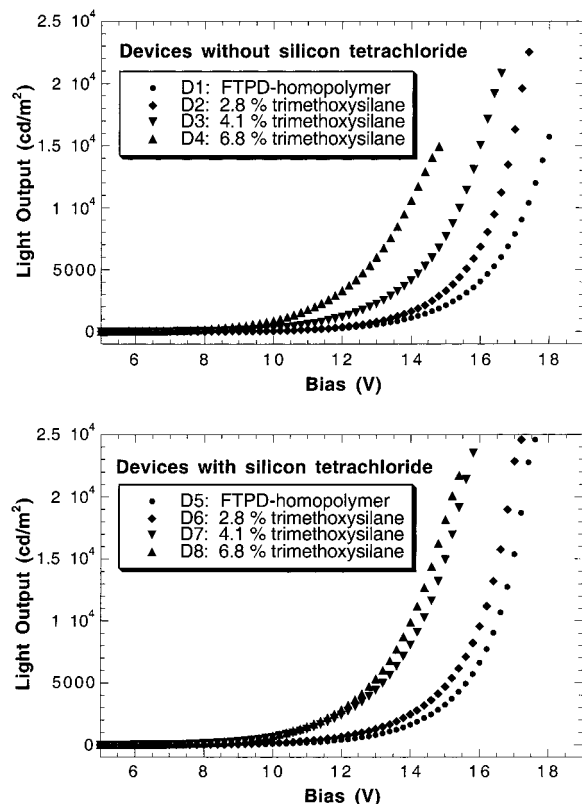 2.5 10⁴
Devices without silicon tetrachloride
D1: FTPD-homopolymer
D2: 2.8 % trimethoxysilane
D3: 4.1 % trimethoxysilane
D4: 6.8 % trimethoxysilane
2 10⁴
1.5 10⁴
1 10⁴
5000
0
Light Output (cd/m²)
6 8 10 12 14 16 18
Bias (V)
2.5 10⁴
Devices with silicon tetrachloride
D5: FTPD-homopolymer
D6: 2.8 % trimethoxysilane
D7: 4.1 % trimethoxysilane
D8: 6.8 % trimethoxysilane
2 10⁴
1.5 10⁴
1 10⁴
5000
0
Light Output (cd/m²)
6 8 10 12 14 16 18
Bias (V)